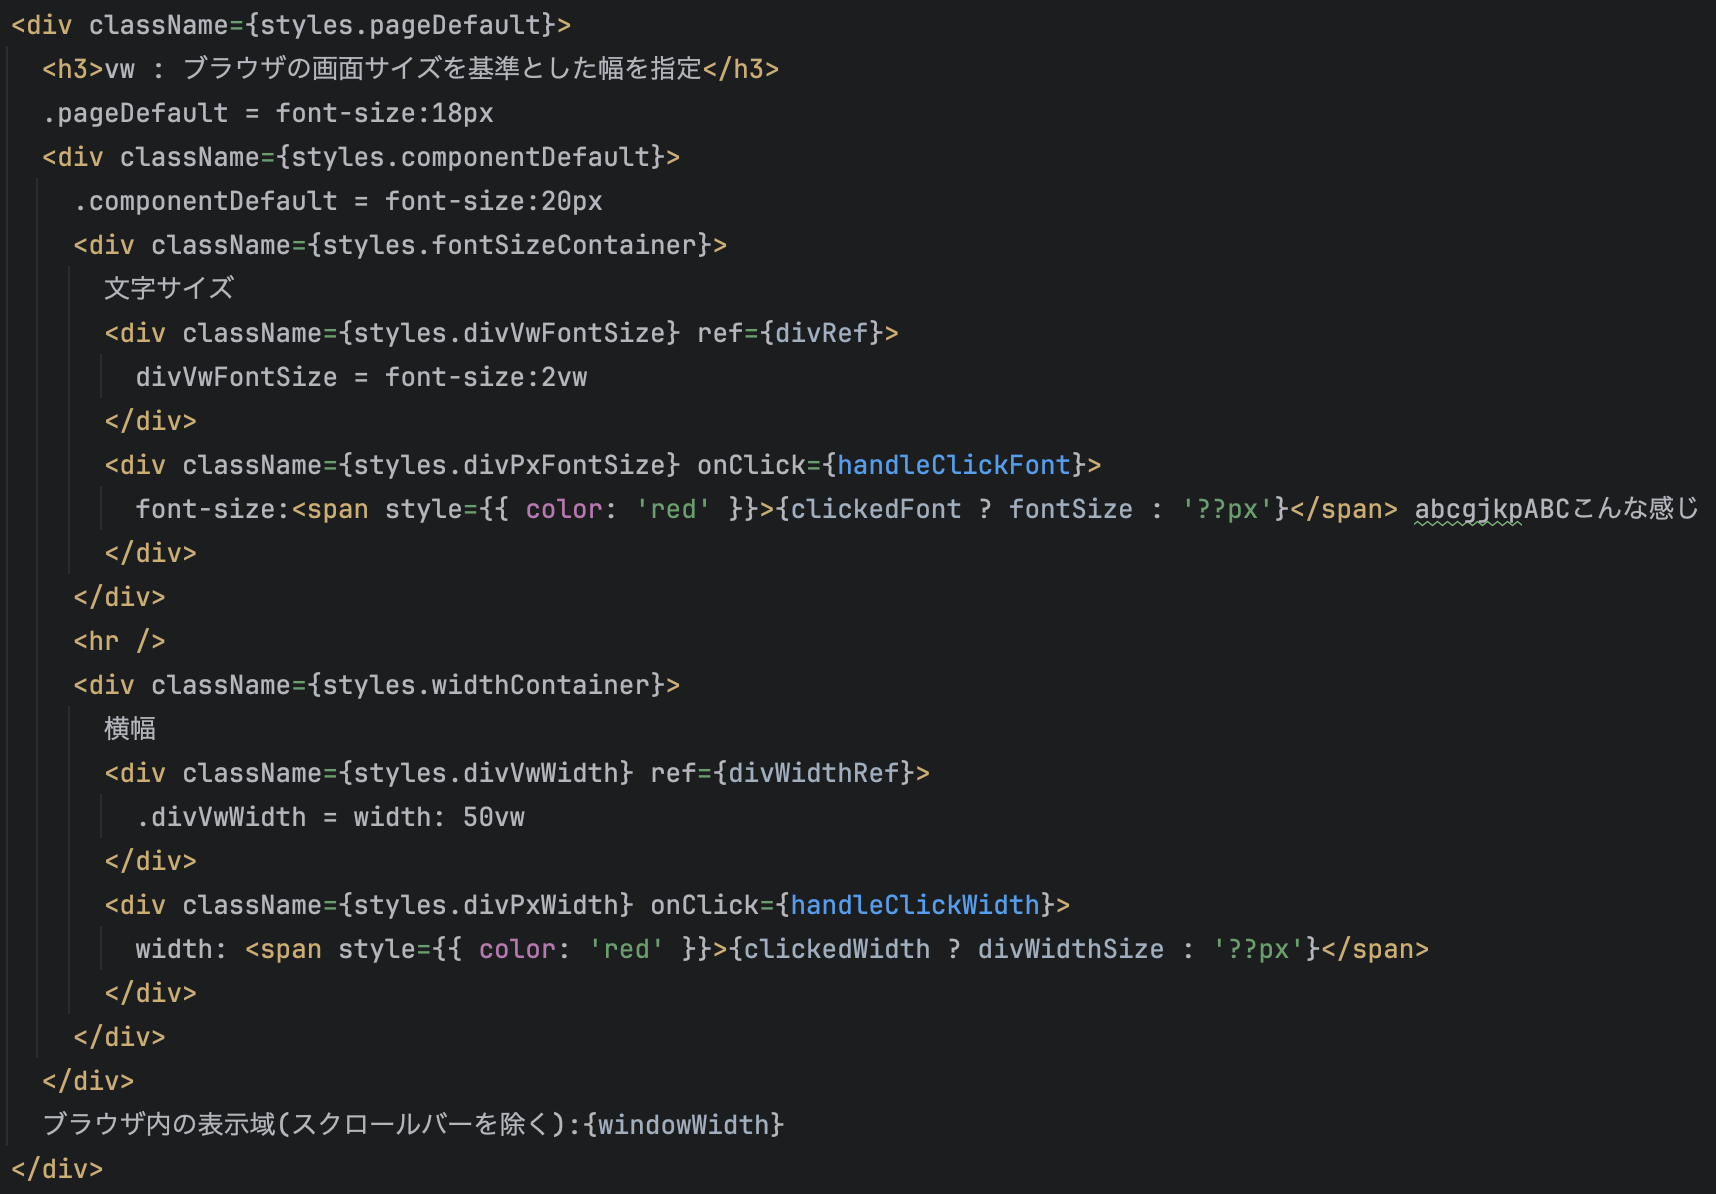 <div className={styles.pageDefault}>
<h3>vw : ブラウザの画面サイズを基準とした幅を指定</h3>
.pageDefault = font-size:18px
<div className={styles.componentDefault}>
.componentDefault = font-size:20px
<div className={styles.fontSizeContainer}>
文字サイズ
<div className={styles.divVwFontSize} ref={divRef}>
divVwFontSize = font-size:2vw
</div>
<div className={styles.divPxFontSize} onClick={handleClickFont}>
font-size:<span style={{ color: 'red' }}>{clickedFont ? fontSize : '??px'}</span> abcgjkpABCこんな感じ
</div>
</div>
<hr />
<div className={styles.widthContainer}>
横幅
<div className={styles.divVwWidth} ref={divWidthRef}>
.divVwWidth = width: 50vw
</div>
<div className={styles.divPxWidth} onClick={handleClickWidth}>
width: <span style={{ color: 'red' }}>{clickedWidth ? divWidthSize : '??px'}</span>
</div>
</div>
</div>
ブラウザ内の表示域(スクロールバーを除く):{windowWidth}
</div>